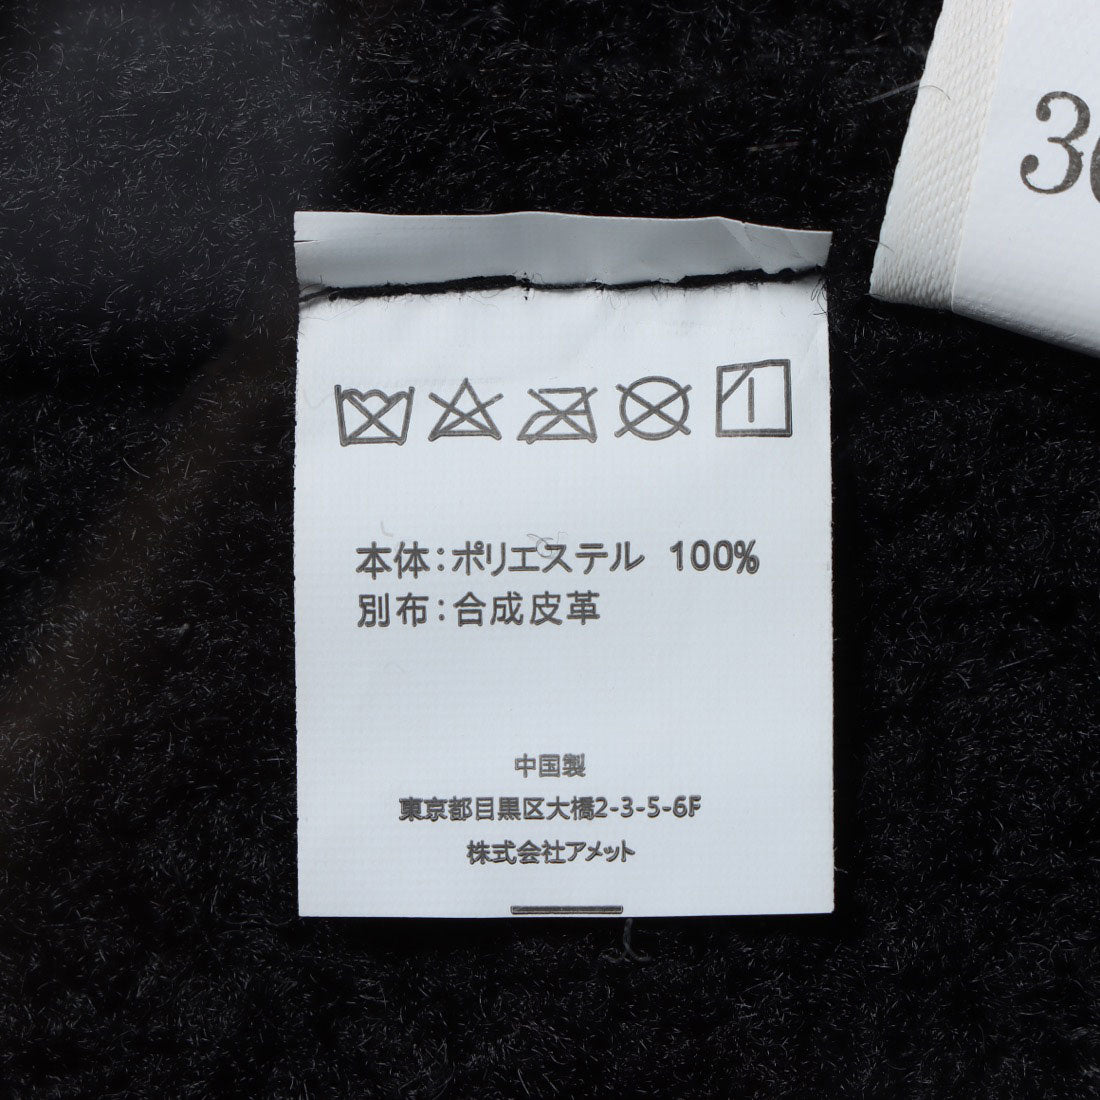 本体：ポリエステル 100%
別布：合成皮革
中国製
東京都目黒区大橋2-3-5-6F
株式会社アメット